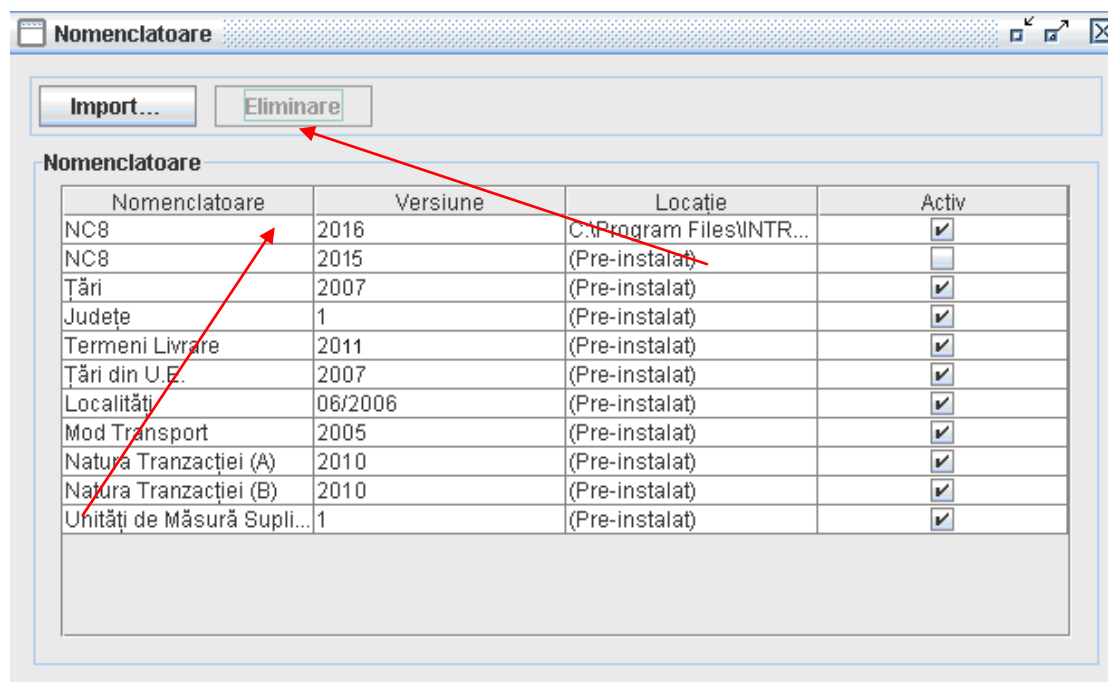 Nomenclatoare
Import... Eliminare
Nomenclatoare
Nomenclatoare Versiune Locație Activ
NC8 2016 C:\Program Files\INTR...
NC8 2015 (Pre-instalat)
Țări 2007 (Pre-instalat)
Județe 1 (Pre-instalat)
Termeni Livrare 2011 (Pre-instalat)
Țări din U.E. 2007 (Pre-instalat)
Localități 06/2006 (Pre-instalat)
Mod Transport 2005 (Pre-instalat)
Natura Tranzacției (A) 2010 (Pre-instalat)
Natura Tranzacției (B) 2010 (Pre-instalat)
Unități de Măsură Supli... 1 (Pre-instalat)